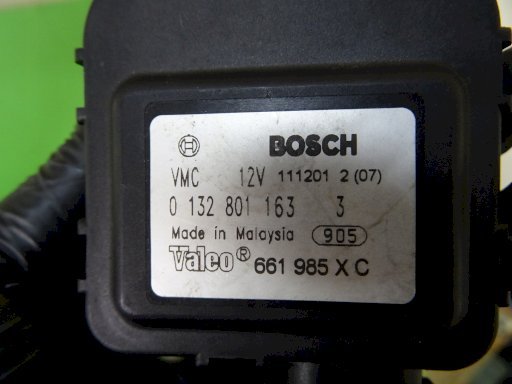 BOSCH
VMC 12V 111201 2 (07)
0 132 801 163 3
Made in Malaysia 905
Valeo® 661 985 X C